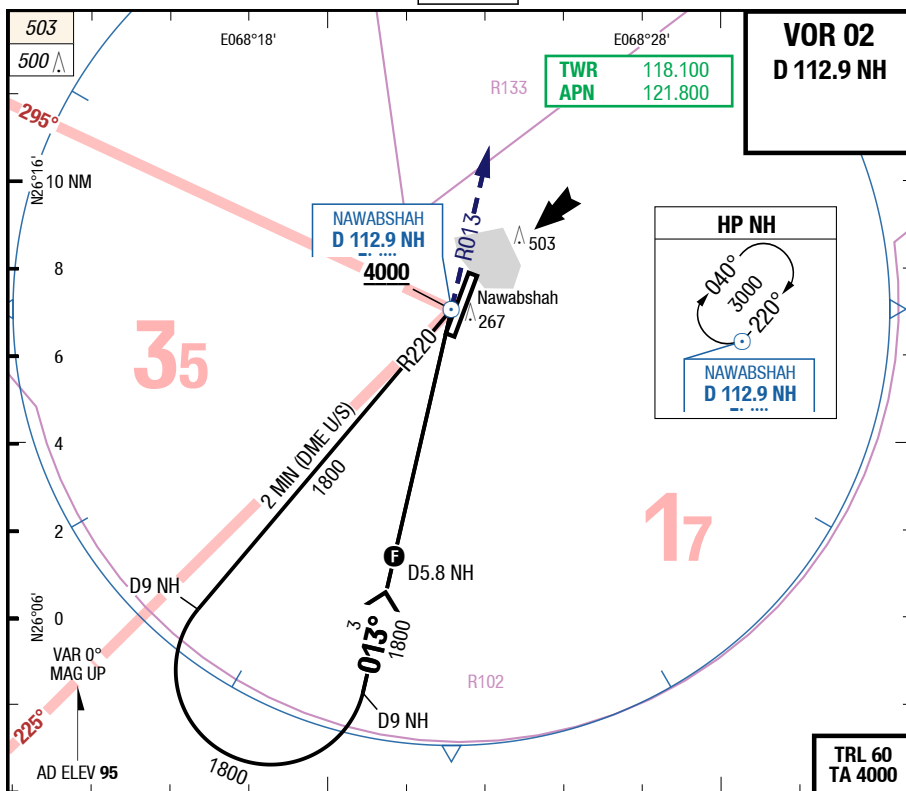 503
500
E068°18'
E068°28'
VOR 02
D 112.9 NH
TWR 118.100
APN 121.800
R133
295°
N26°16'
10 NM
NAWABSHAH
D 112.9 NH
4000
R013
503
Nawabshah
267
HP NH
040°
3000
220°
NAWABSHAH
D 112.9 NH
8
6
35
R220
4
2 MIN (DME U/S)
1800
17
2
F
D5.8 NH
D9 NH
N26°06'
0
3
013°
1800
VAR 0°
MAG UP
R102
D9 NH
225°
1800
AD ELEV 95
TRL 60
TA 4000